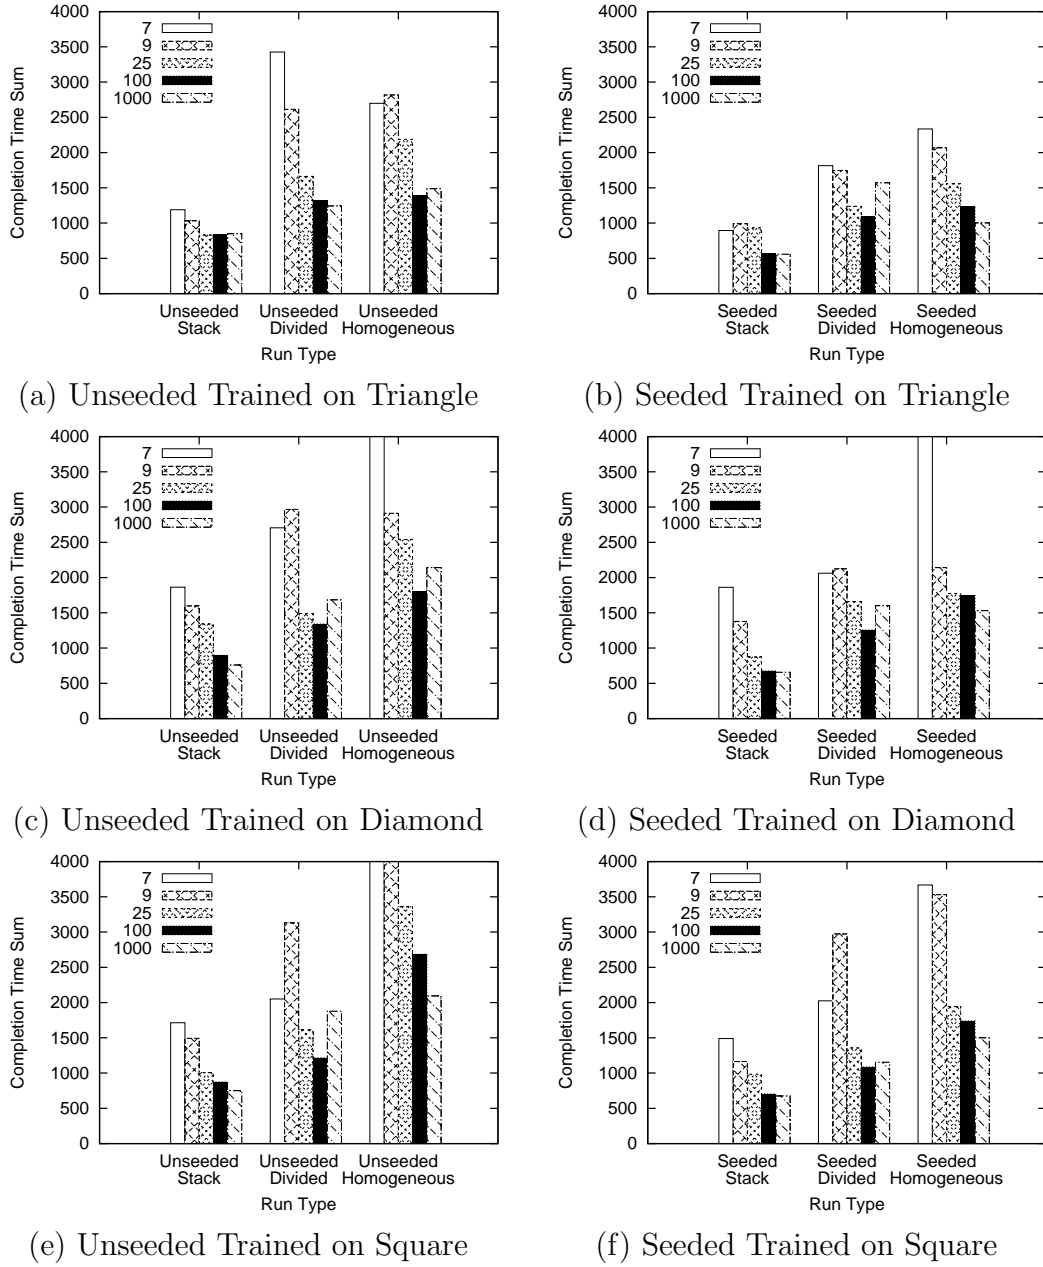 4000
3500
3000
2500
2000
1500
1000
500
0
Completion Time Sum
7
9
25
100
1000
Unseeded Stack
Unseeded Divided
Unseeded Homogeneous
Run Type
(a) Unseeded Trained on Triangle
4000
3500
3000
2500
2000
1500
1000
500
0
Completion Time Sum
7
9
25
100
1000
Seeded Stack
Seeded Divided
Seeded Homogeneous
Run Type
(b) Seeded Trained on Triangle
4000
3500
3000
2500
2000
1500
1000
500
0
Completion Time Sum
7
9
25
100
1000
Unseeded Stack
Unseeded Divided
Unseeded Homogeneous
Run Type
(c) Unseeded Trained on Diamond
4000
3500
3000
2500
2000
1500
1000
500
0
Completion Time Sum
7
9
25
100
1000
Seeded Stack
Seeded Divided
Seeded Homogeneous
Run Type
(d) Seeded Trained on Diamond
4000
3500
3000
2500
2000
1500
1000
500
0
Completion Time Sum
7
9
25
100
1000
Unseeded Stack
Unseeded Divided
Unseeded Homogeneous
Run Type
(e) Unseeded Trained on Square
4000
3500
3000
2500
2000
1500
1000
500
0
Completion Time Sum
7
9
25
100
1000
Seeded Stack
Seeded Divided
Seeded Homogeneous
Run Type
(f) Seeded Trained on Square